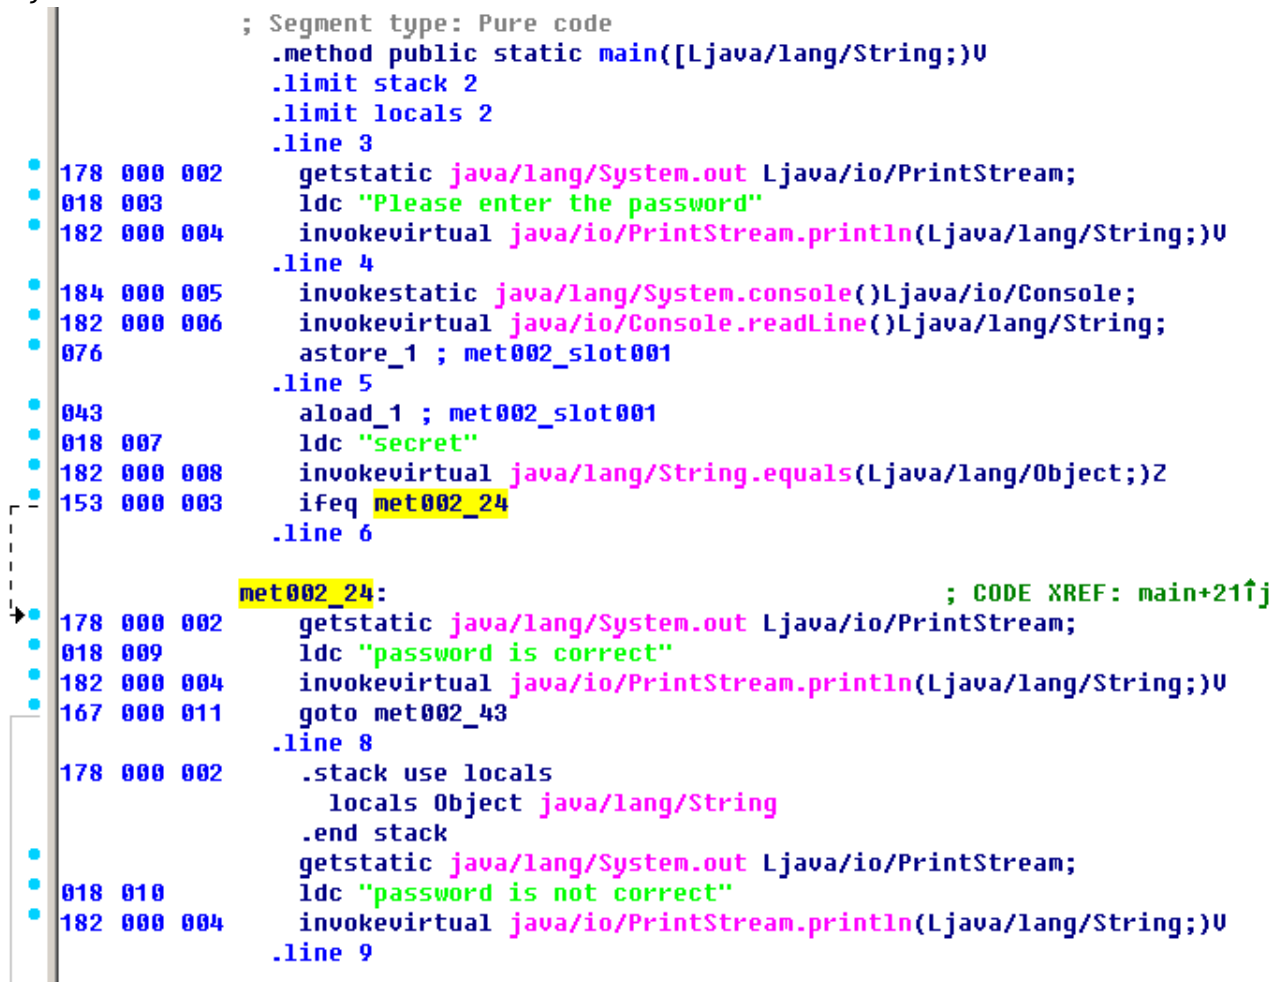 ; Segment type: Pure code
.method public static main([Ljava/lang/String;)V
.limit stack 2
.limit locals 2
.line 3
178 000 002 getstatic java/lang/System.out Ljava/io/PrintStream;
018 003 ldc "Please enter the password"
182 000 004 invokevirtual java/io/PrintStream.println(Ljava/lang/String;)V
.line 4
184 000 005 invokestatic java/lang/System.console()Ljava/io/Console;
182 000 006 invokevirtual java/io/Console.readLine()Ljava/lang/String;
076 astore_1 ; met002_slot001
.line 5
043 aload_1 ; met002_slot001
018 007 ldc "secret"
182 000 008 invokevirtual java/lang/String.equals(Ljava/lang/Object;)Z
153 000 003 ifeq met002_24
.line 6
met002_24: ; CODE XREF: main+21↑j
178 000 002 getstatic java/lang/System.out Ljava/io/PrintStream;
018 009 ldc "password is correct"
182 000 004 invokevirtual java/io/PrintStream.println(Ljava/lang/String;)V
167 000 011 goto met002_43
.line 8
178 000 002 .stack use locals
locals Object java/lang/String
.end stack
getstatic java/lang/System.out Ljava/io/PrintStream;
018 010 ldc "password is not correct"
182 000 004 invokevirtual java/io/PrintStream.println(Ljava/lang/String;)V
.line 9